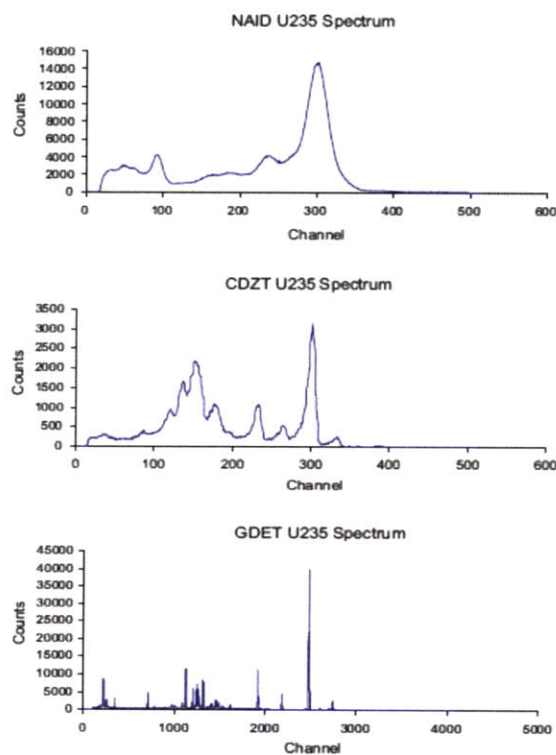 NAID U235 Spectrum
16000
14000
12000
10000
8000
6000
4000
2000
0
Counts
0 100 200 300 400 500 600
Channel
CDZT U235 Spectrum
3500
3000
2500
2000
1500
1000
500
0
Counts
0 100 200 300 400 500 600
Channel
GDET U235 Spectrum
45000
40000
35000
30000
25000
20000
15000
10000
5000
0
Counts
0 1000 2000 3000 4000 5000
Channel